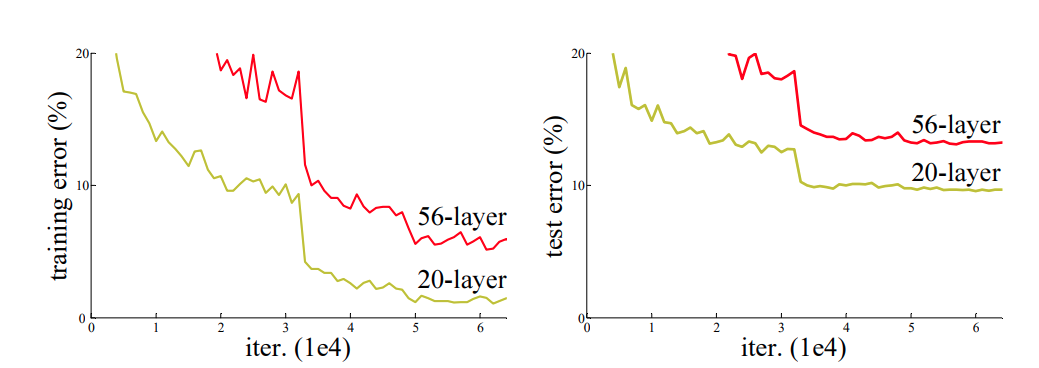 training error (%)
20
10
0
0 1 2 3 4 5 6
iter. (1e4)
56-layer
20-layer
test error (%)
20
10
0
0 1 2 3 4 5 6
iter. (1e4)
56-layer
20-layer